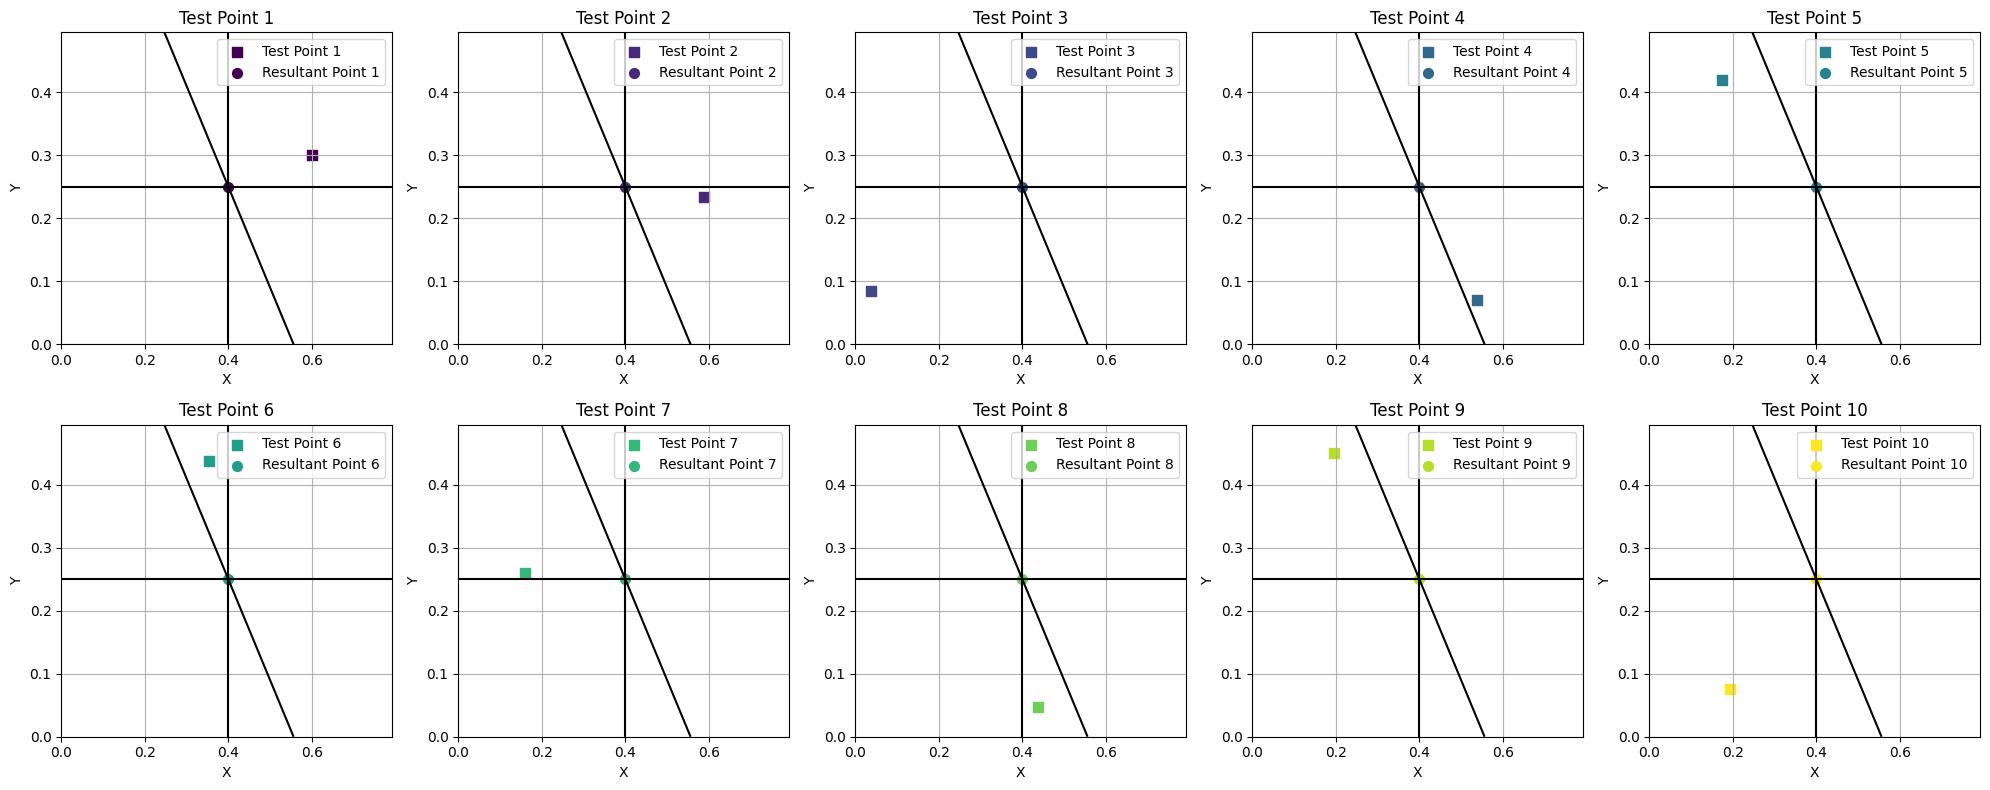 Test Point 1
Test Point 2
Test Point 3
Test Point 4
Test Point 5
Test Point 1
Resultant Point 1
Test Point 2
Resultant Point 2
Test Point 3
Resultant Point 3
Test Point 4
Resultant Point 4
Test Point 5
Resultant Point 5
Y
0.4
0.3
0.2
0.1
0.0
0.0 0.2 0.4 0.6
X
Y
0.4
0.3
0.2
0.1
0.0
0.0 0.2 0.4 0.6
X
Y
0.4
0.3
0.2
0.1
0.0
0.0 0.2 0.4 0.6
X
Y
0.4
0.3
0.2
0.1
0.0
0.0 0.2 0.4 0.6
X
Y
0.4
0.3
0.2
0.1
0.0
0.0 0.2 0.4 0.6
X
Test Point 6
Test Point 7
Test Point 8
Test Point 9
Test Point 10
Test Point 6
Resultant Point 6
Test Point 7
Resultant Point 7
Test Point 8
Resultant Point 8
Test Point 9
Resultant Point 9
Test Point 10
Resultant Point 10
Y
0.4
0.3
0.2
0.1
0.0
0.0 0.2 0.4 0.6
X
Y
0.4
0.3
0.2
0.1
0.0
0.0 0.2 0.4 0.6
X
Y
0.4
0.3
0.2
0.1
0.0
0.0 0.2 0.4 0.6
X
Y
0.4
0.3
0.2
0.1
0.0
0.0 0.2 0.4 0.6
X
Y
0.4
0.3
0.2
0.1
0.0
0.0 0.2 0.4 0.6
X